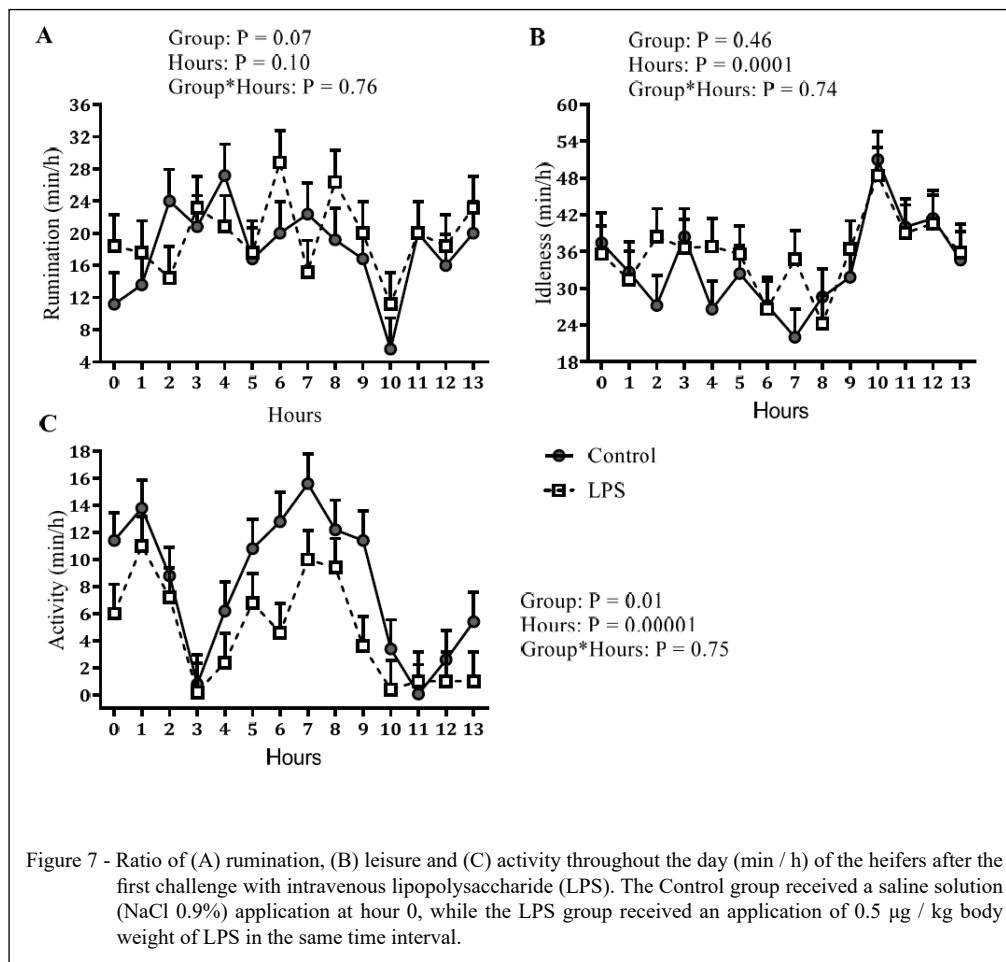 A
Group: P = 0.07
Hours: P = 0.10
Group*Hours: P = 0.76
Rumination (min/h)
36
32
28
24
20
16
12
8
4
0 1 2 3 4 5 6 7 8 9 10 11 12 13
Hours
B
Group: P = 0.46
Hours: P = 0.0001
Group*Hours: P = 0.74
Idleness (min/h)
60
54
48
42
36
30
24
18
0 1 2 3 4 5 6 7 8 9 10 11 12 13
Hours
C
Activity (min/h)
18
16
14
12
10
8
6
4
2
0
0 1 2 3 4 5 6 7 8 9 10 11 12 13
Hours
Control
LPS
Group: P = 0.01
Hours: P = 0.00001
Group*Hours: P = 0.75
Figure 7 - Ratio of (A) rumination, (B) leisure and (C) activity throughout the day (min / h) of the heifers after the
first challenge with intravenous lipopolysaccharide (LPS). The Control group received a saline solution
(NaCl 0.9%) application at hour 0, while the LPS group received an application of 0.5 μg / kg body
weight of LPS in the same time interval.